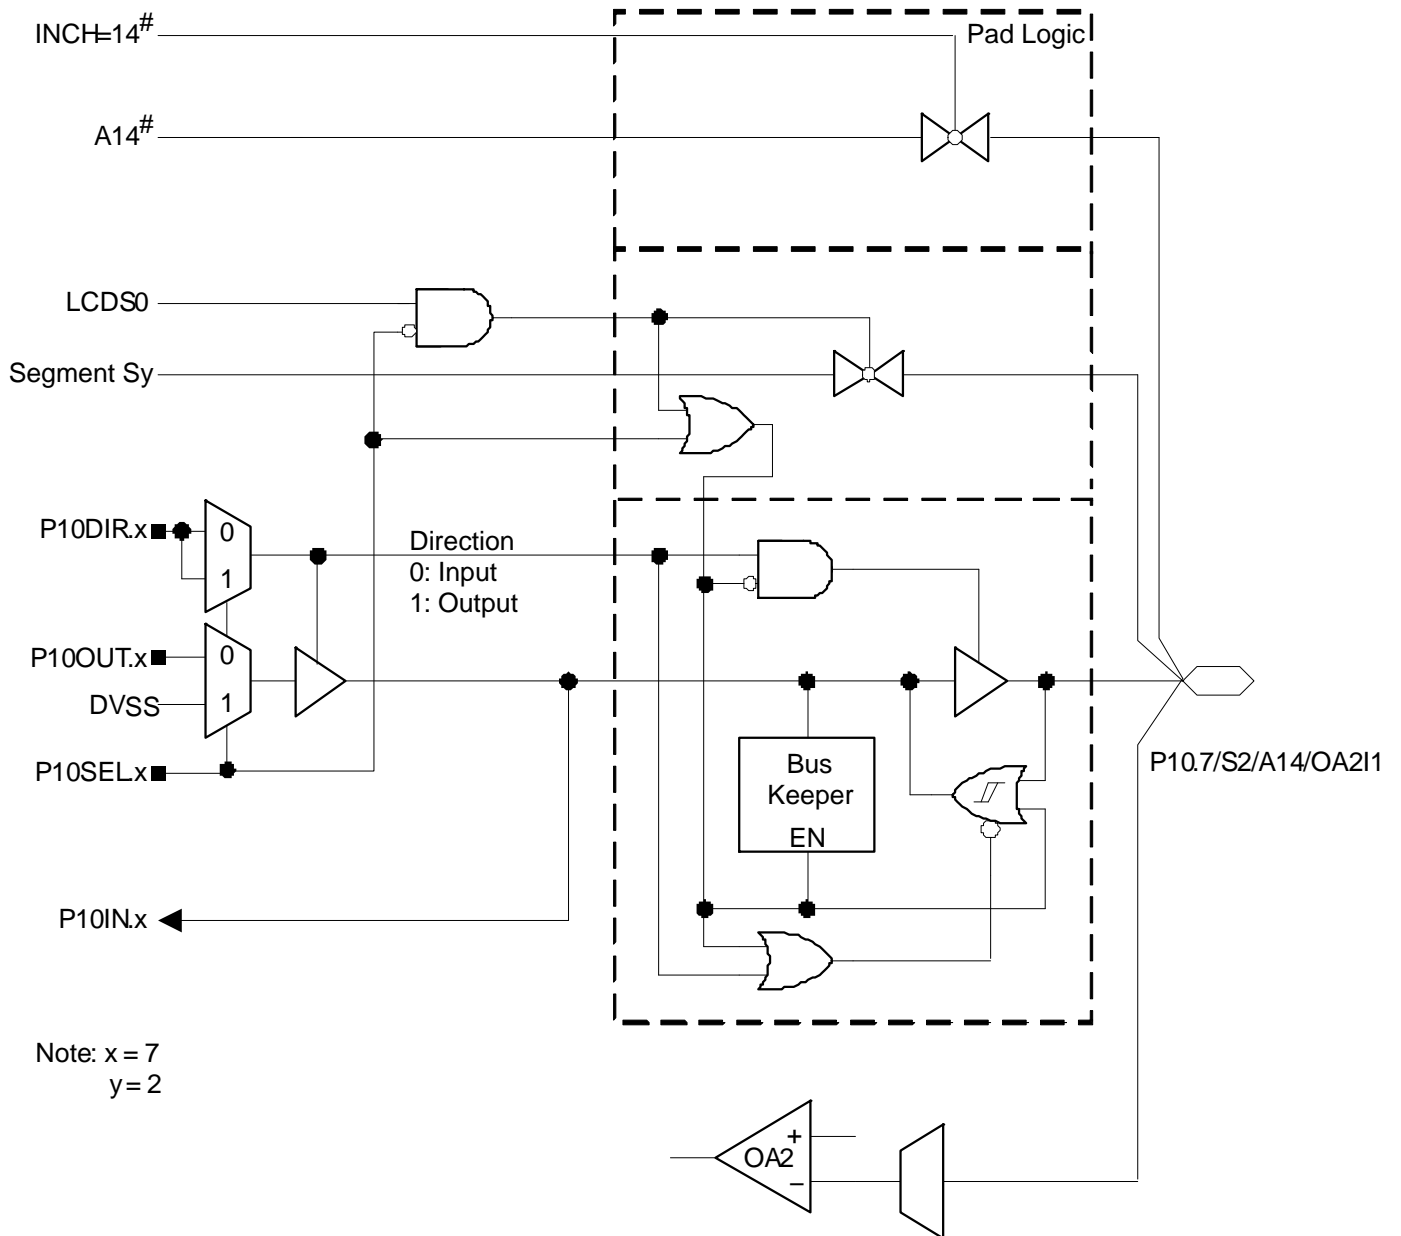 INCH=14#
Pad Logic
A14#
LCDS0
Segment Sy
P10DIR.x
0
1
Direction
0: Input
1: Output
P10OUT.x
0
DVSS
1
P10SEL.x
Bus
Keeper
EN
P10.7/S2/A14/OA2I1
P10IN.x
Note: x = 7
y = 2
+
OA2
−